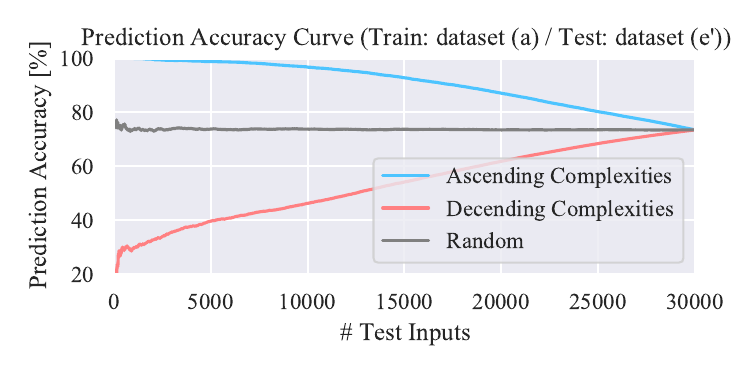 Prediction Accuracy Curve (Train: dataset (a) / Test: dataset (e'))
Prediction Accuracy [%]
100
80
60
40
20
Ascending Complexities
Decending Complexities
Random
0 5000 10000 15000 20000 25000 30000
# Test Inputs